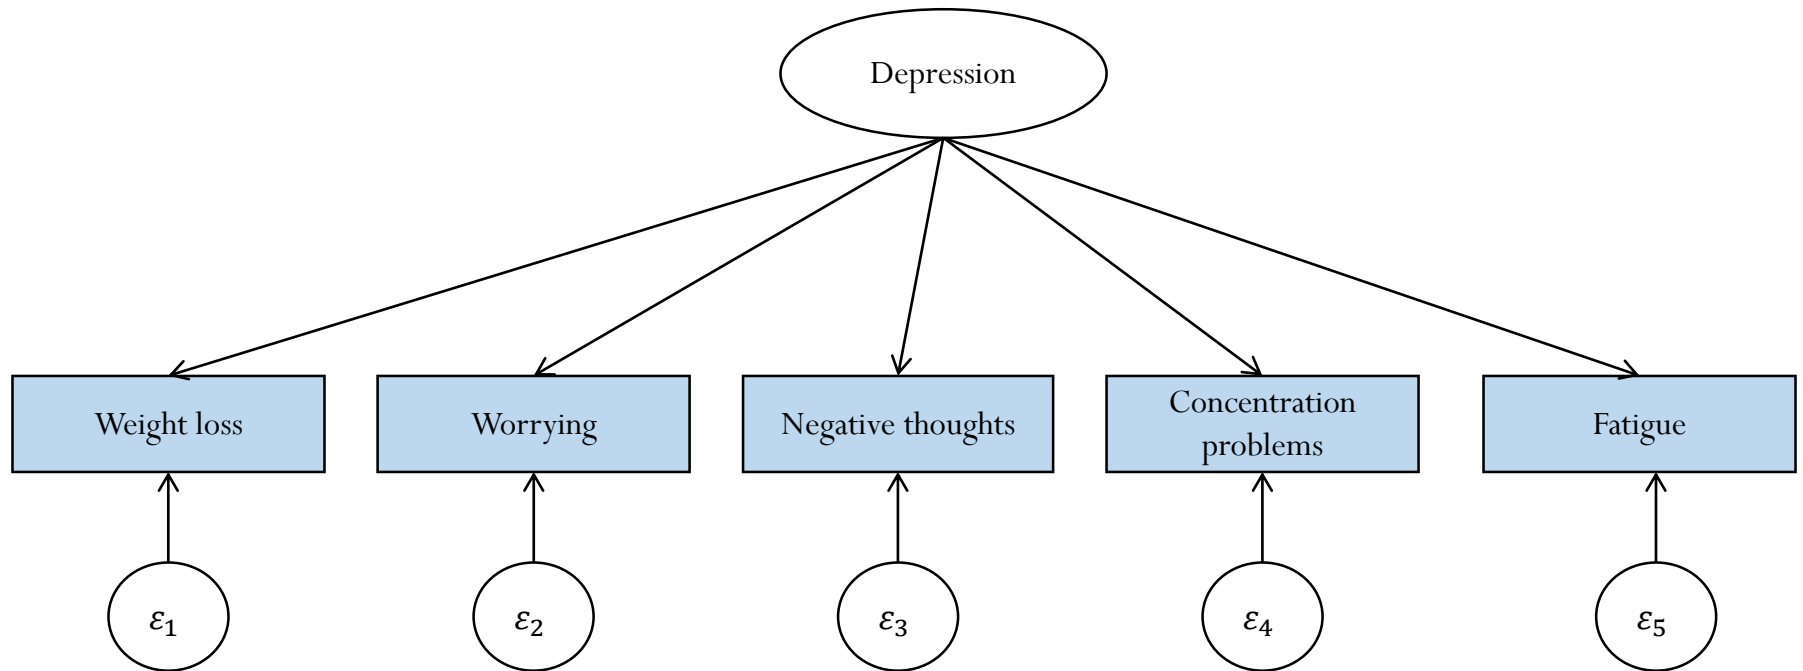 Depression
Weight loss
Worrying
Negative thoughts
Concentration
problems
Fatigue
ε₁
ε₂
ε₃
ε₄
ε₅